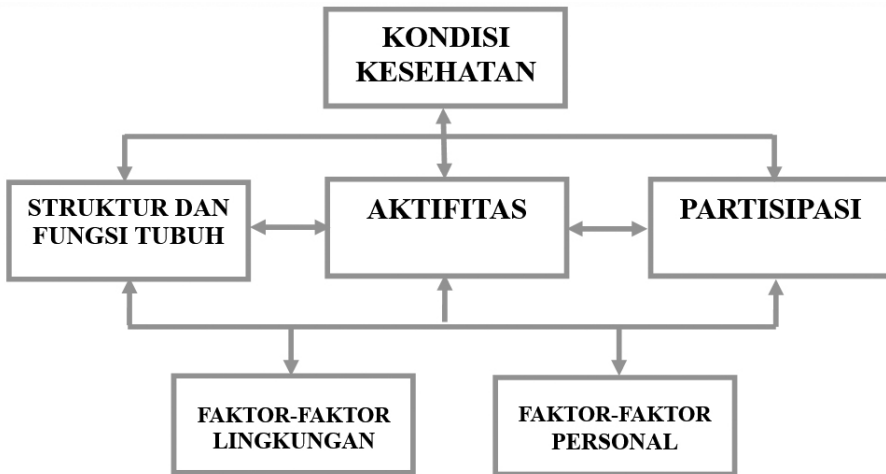 KONDISI
KESEHATAN
STRUKTUR DAN
FUNGSI TUBUH
AKTIFITAS
PARTISIPASI
FAKTOR-FAKTOR
LINGKUNGAN
FAKTOR-FAKTOR
PERSONAL